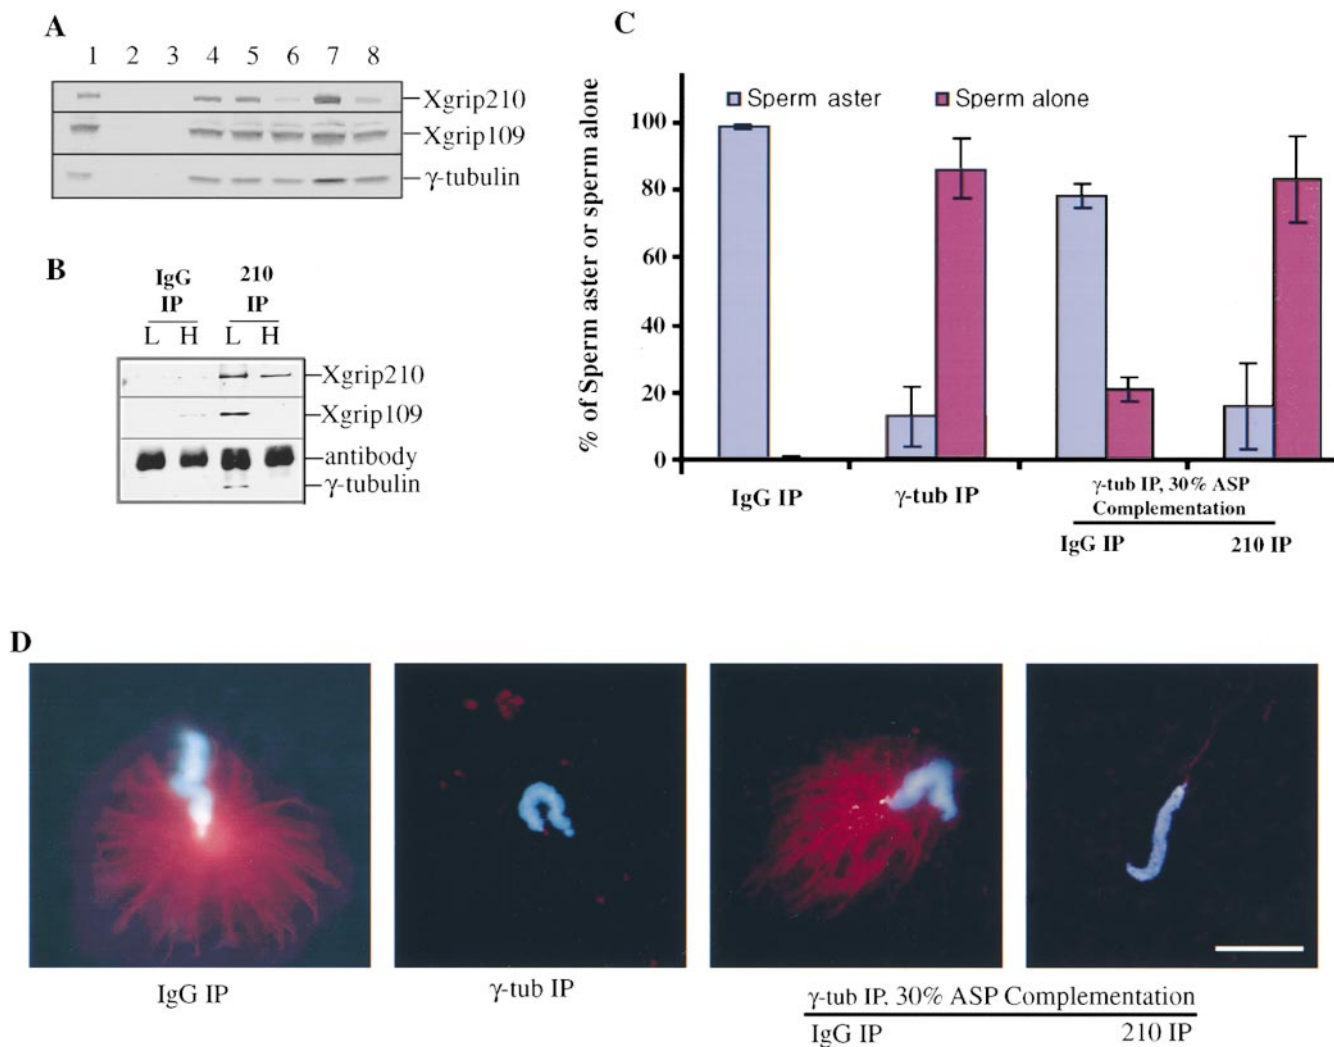 A
1 2 3 4 5 6 7 8
Xgrip210
Xgrip109
γ-tubulin
B
IgG 210
IP IP
L H L H
Xgrip210
Xgrip109
antibody
γ-tubulin
C
Sperm aster Sperm alone
% of Sperm aster or sperm alone
100
80
60
40
20
0
IgG IP
γ-tub IP
γ-tub IP, 30% ASP
Complementation
IgG IP 210 IP
D
IgG IP
γ-tub IP
γ-tub IP, 30% ASP Complementation
IgG IP 210 IP